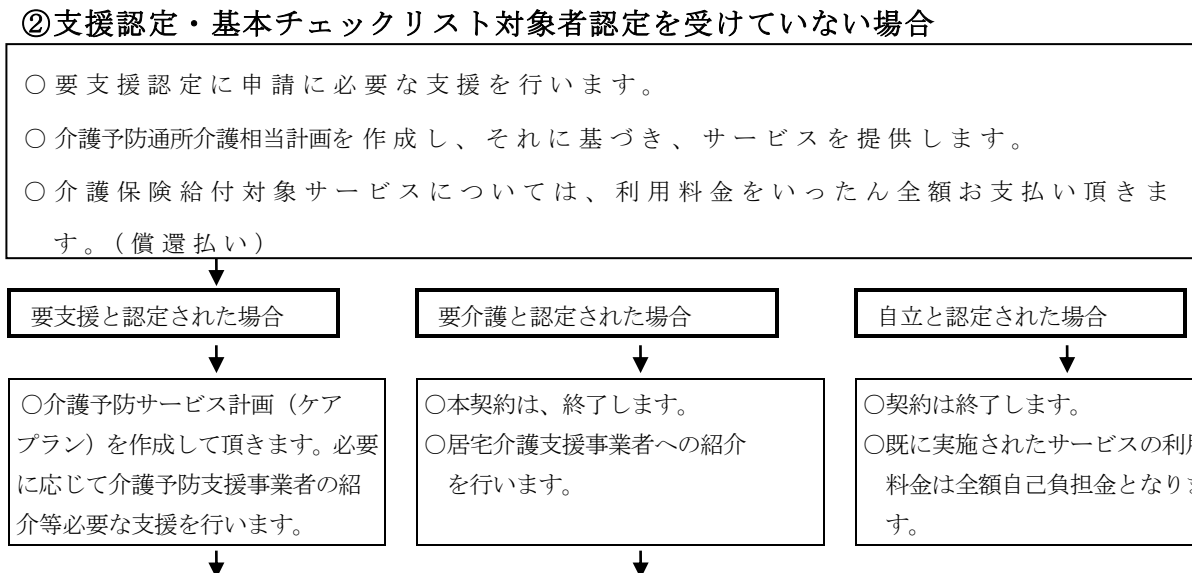 ②支援認定・基本チェックリスト対象者認定を受けていない場合
○要支援認定に申請に必要な支援を行います。
○介護予防通所介護相当計画を作成し、それに基づき、サービスを提供します。
○介護保険給付対象サービスについては、利用料金をいったん全額お支払い頂きま
す。(償還払い)
要支援と認定された場合
要介護と認定された場合
自立と認定された場合
○介護予防サービス計画(ケア
プラン)を作成して頂きます。必要
に応じて介護予防支援事業者の紹
介等必要な支援を行います。
○本契約は、終了します。
○居宅介護支援事業者への紹介
を行います。
○契約は終了します。
○既に実施されたサービスの利用
料金は全額自己負担金となりま
す。